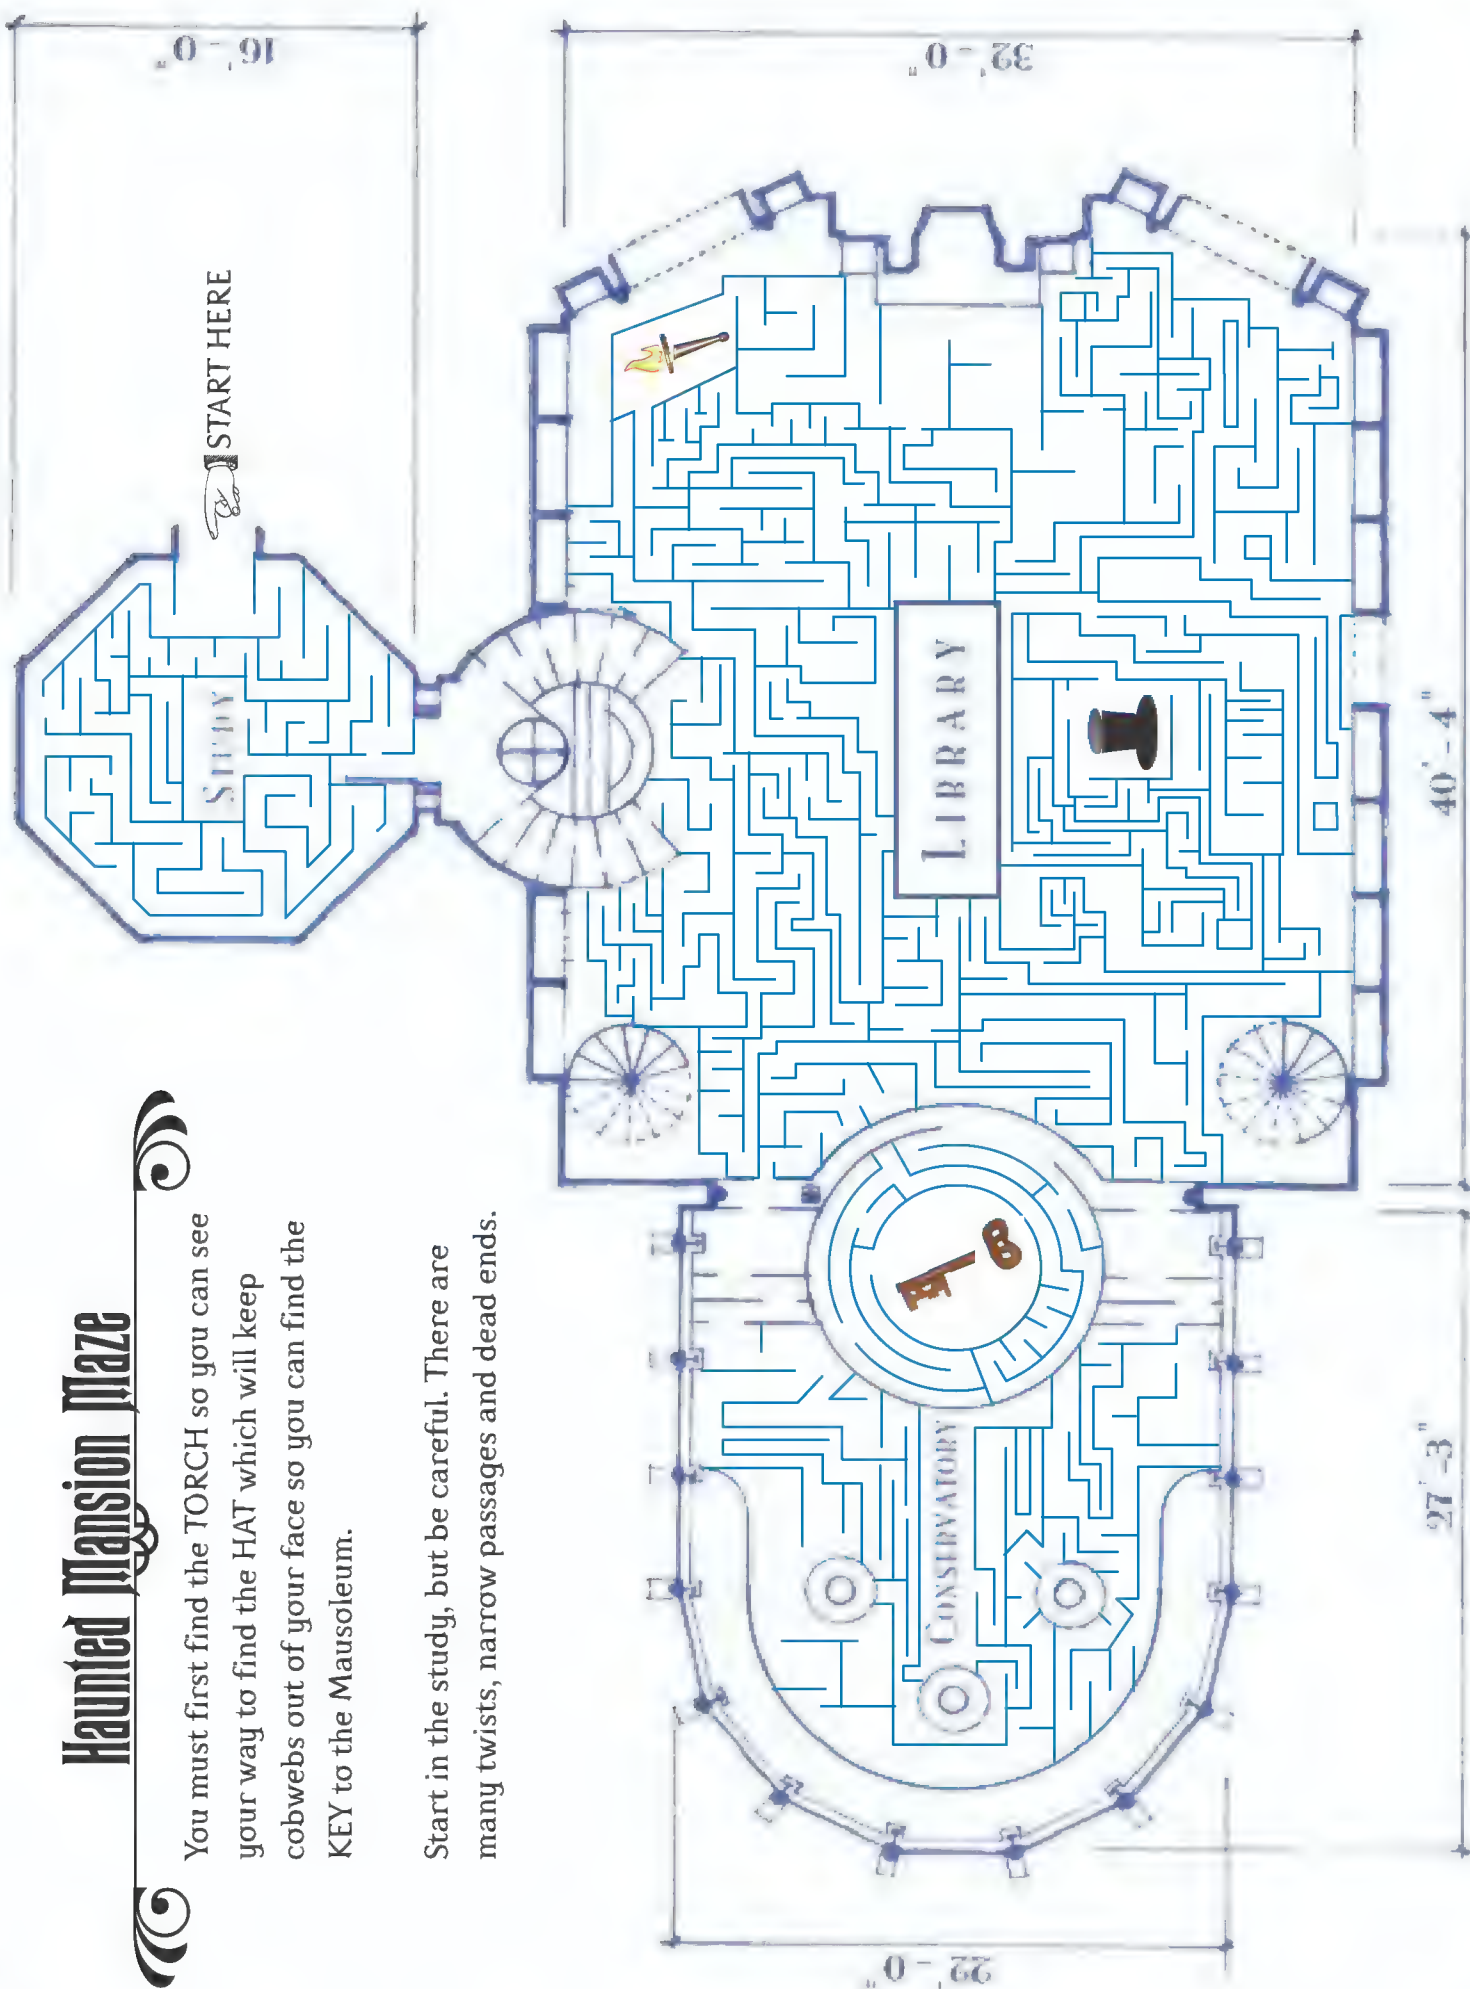 Haunted Mansion Maze
You must first find the TORCH so you can see
your way to find the HAT which will keep
cobwebs out of your face so you can find the
KEY to the Mausoleum.
Start in the study, but be careful. There are
many twists, narrow passages and dead ends.
START HERE
STUDY
LIBRARY
CONSERVATORY
16'-0"
32'-0"
40'-4"
27'-3"
22'-0"